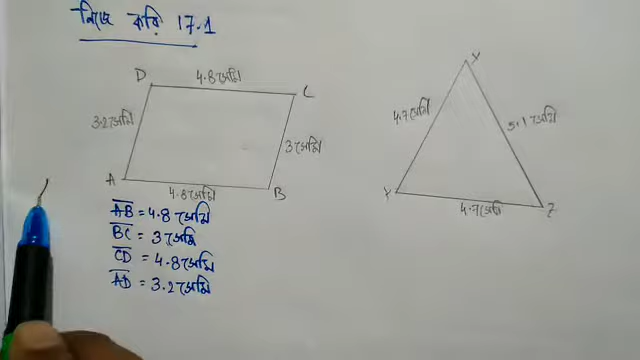 নিজে করি 17.1
D 4.8 সেমি C
3.2 সেমি
3 সেমি
A 4.8 সেমি B
X
4.7 সেমি
5.1 সেমি
Y 4.7 সেমি Z
AB = 4.8 সেমি
BC = 3 সেমি
CD = 4.8 সেমি
AD = 3.2 সেমি